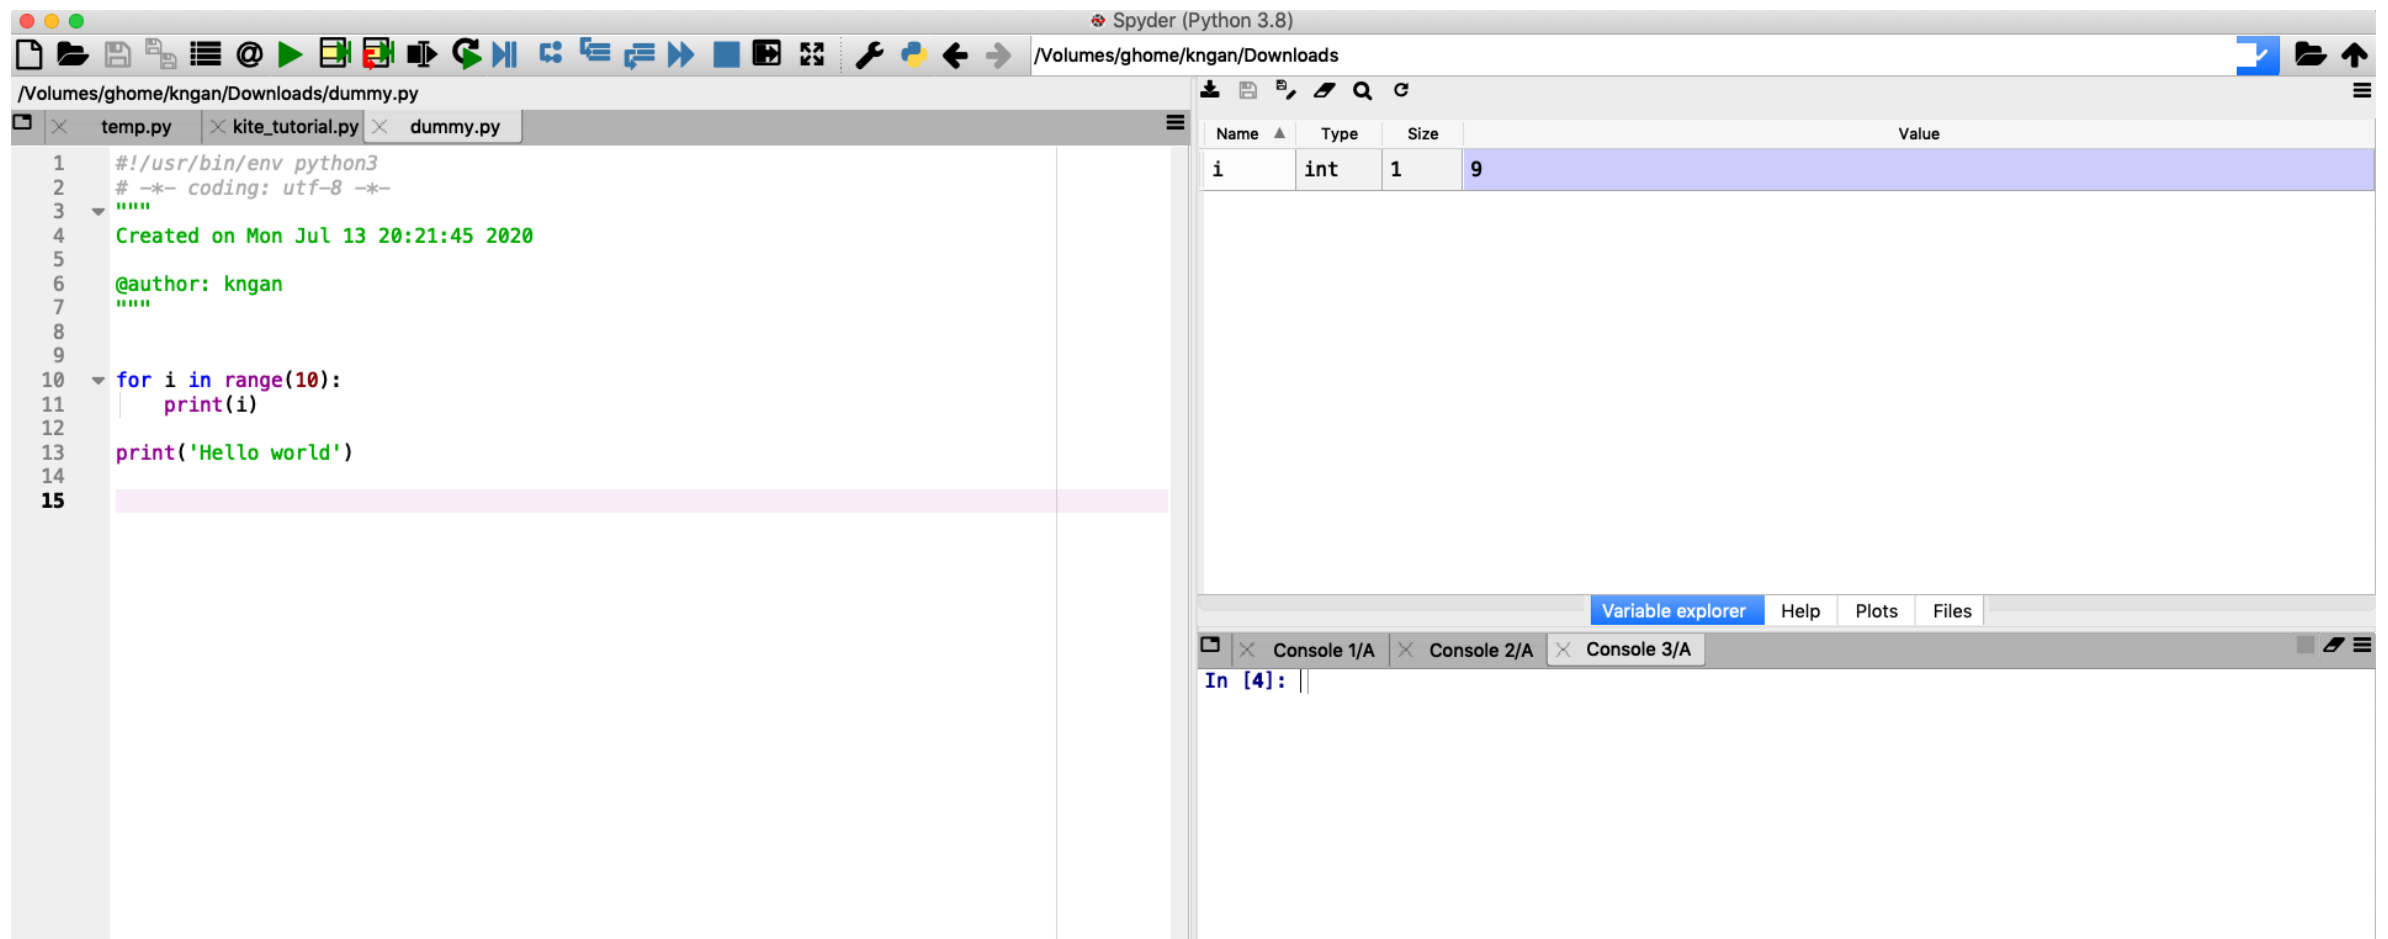 Spyder (Python 3.8)
/Volumes/ghome/kngan/Downloads
/Volumes/ghome/kngan/Downloads/dummy.py
temp.py kite_tutorial.py dummy.py
1 #!/usr/bin/env python3
2 # -*- coding: utf-8 -*-
3 """
4 Created on Mon Jul 13 20:21:45 2020
5
6 @author: kngan
7 """
8
9
10 for i in range(10):
11     print(i)
12
13 print('Hello world')
14
15
Name Type Size Value
i int 1 9
Variable explorer Help Plots Files
Console 1/A Console 2/A Console 3/A
In [4]: